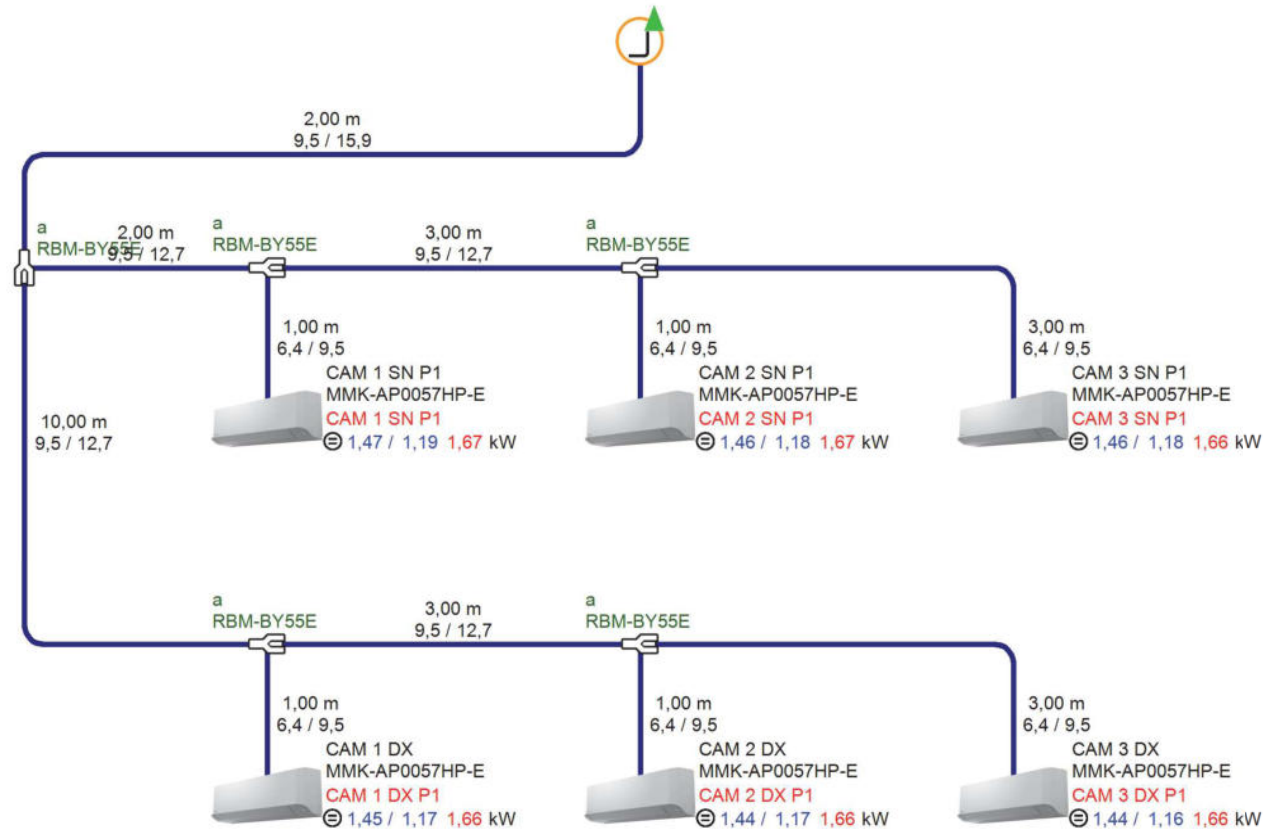 2,00 m
9,5 / 15,9
a
RBM-BY55E
2,00 m
9,5 / 12,7
a
RBM-BY55E
3,00 m
9,5 / 12,7
a
RBM-BY55E
1,00 m
6,4 / 9,5
CAM 1 SN P1
MMK-AP0057HP-E
CAM 1 SN P1
1,47 / 1,19 1,67 kW
1,00 m
6,4 / 9,5
CAM 2 SN P1
MMK-AP0057HP-E
CAM 2 SN P1
1,46 / 1,18 1,67 kW
3,00 m
6,4 / 9,5
CAM 3 SN P1
MMK-AP0057HP-E
CAM 3 SN P1
1,46 / 1,18 1,66 kW
10,00 m
9,5 / 12,7
a
RBM-BY55E
3,00 m
9,5 / 12,7
a
RBM-BY55E
1,00 m
6,4 / 9,5
CAM 1 DX
MMK-AP0057HP-E
CAM 1 DX P1
1,45 / 1,17 1,66 kW
1,00 m
6,4 / 9,5
CAM 2 DX
MMK-AP0057HP-E
CAM 2 DX P1
1,44 / 1,17 1,66 kW
3,00 m
6,4 / 9,5
CAM 3 DX
MMK-AP0057HP-E
CAM 3 DX P1
1,44 / 1,16 1,66 kW